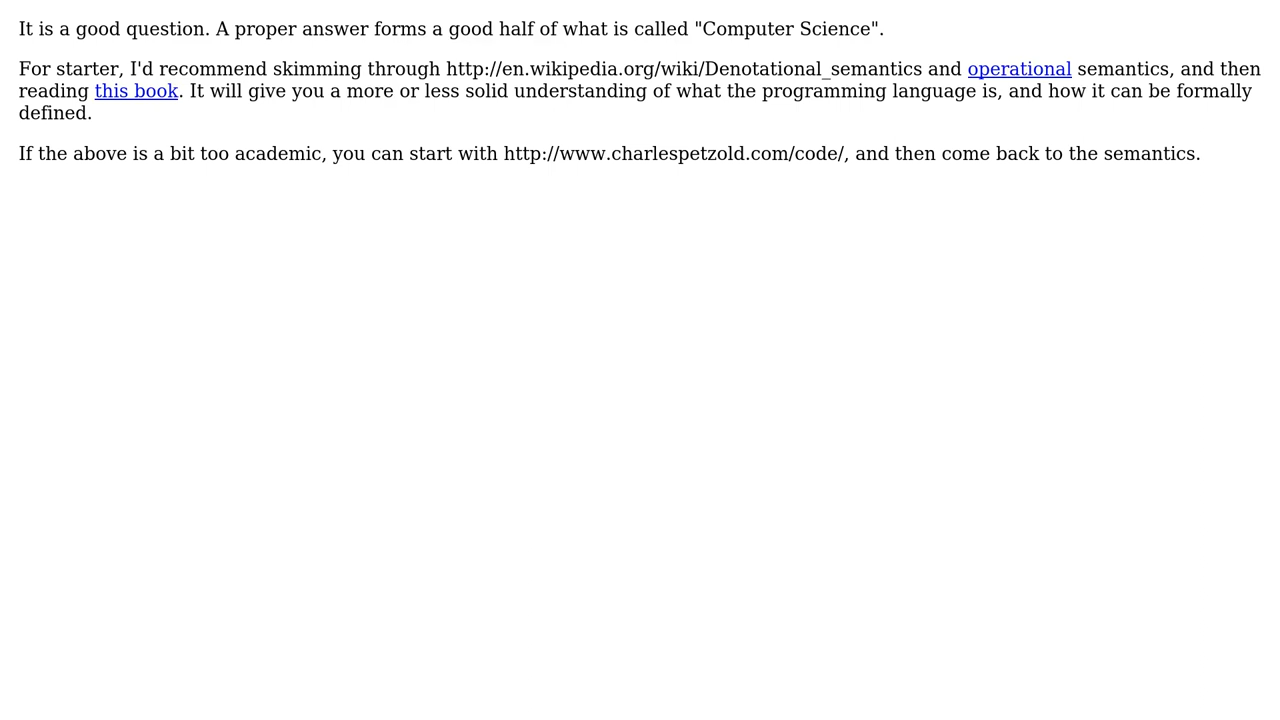 It is a good question. A proper answer forms a good half of what is called "Computer Science".
For starter, I'd recommend skimming through http://en.wikipedia.org/wiki/Denotational_semantics and operational semantics, and then
reading this book. It will give you a more or less solid understanding of what the programming language is, and how it can be formally
defined.
If the above is a bit too academic, you can start with http://www.charlespetzold.com/code/, and then come back to the semantics.